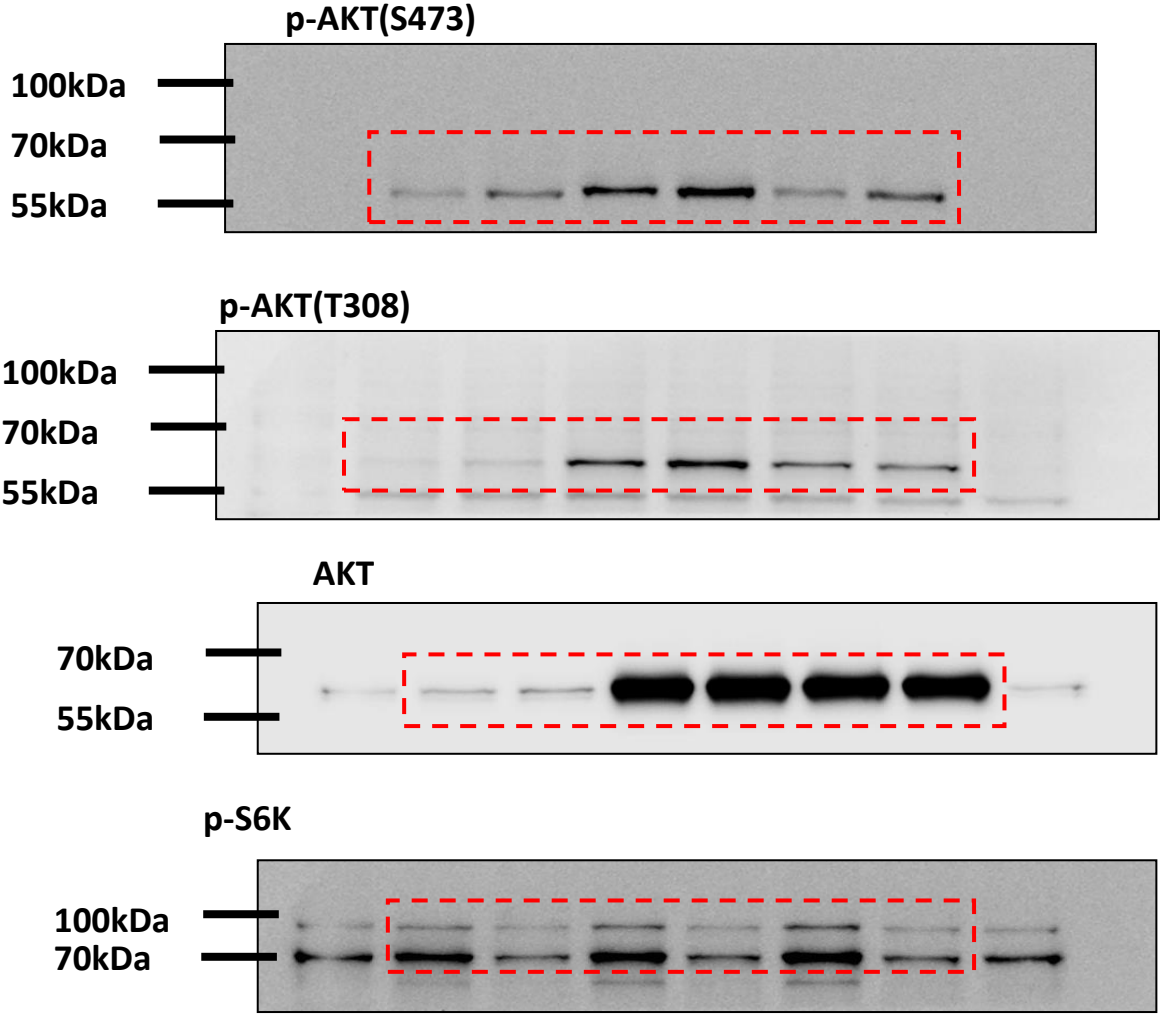 p-AKT(S473)
100kDa
70kDa
55kDa
p-AKT(T308)
100kDa
70kDa
55kDa
AKT
70kDa
55kDa
p-S6K
100kDa
70kDa